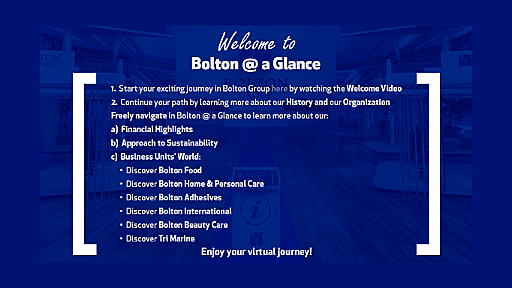 Welcome to
Bolton @ a Glance
1. Start your exciting journey in Bolton Group here by watching the Welcome Video
2. Continue your path by learning more about our History and our Organization
Freely navigate in Bolton @ a Glance to learn more about our:
a) Financial Highlights
b) Approach to Sustainability
c) Business Units' World:
• Discover Bolton Food
• Discover Bolton Home & Personal Care
• Discover Bolton Adhesives
• Discover Bolton International
• Discover Bolton Beauty Care
• Discover Tri Marine
Enjoy your virtual journey!